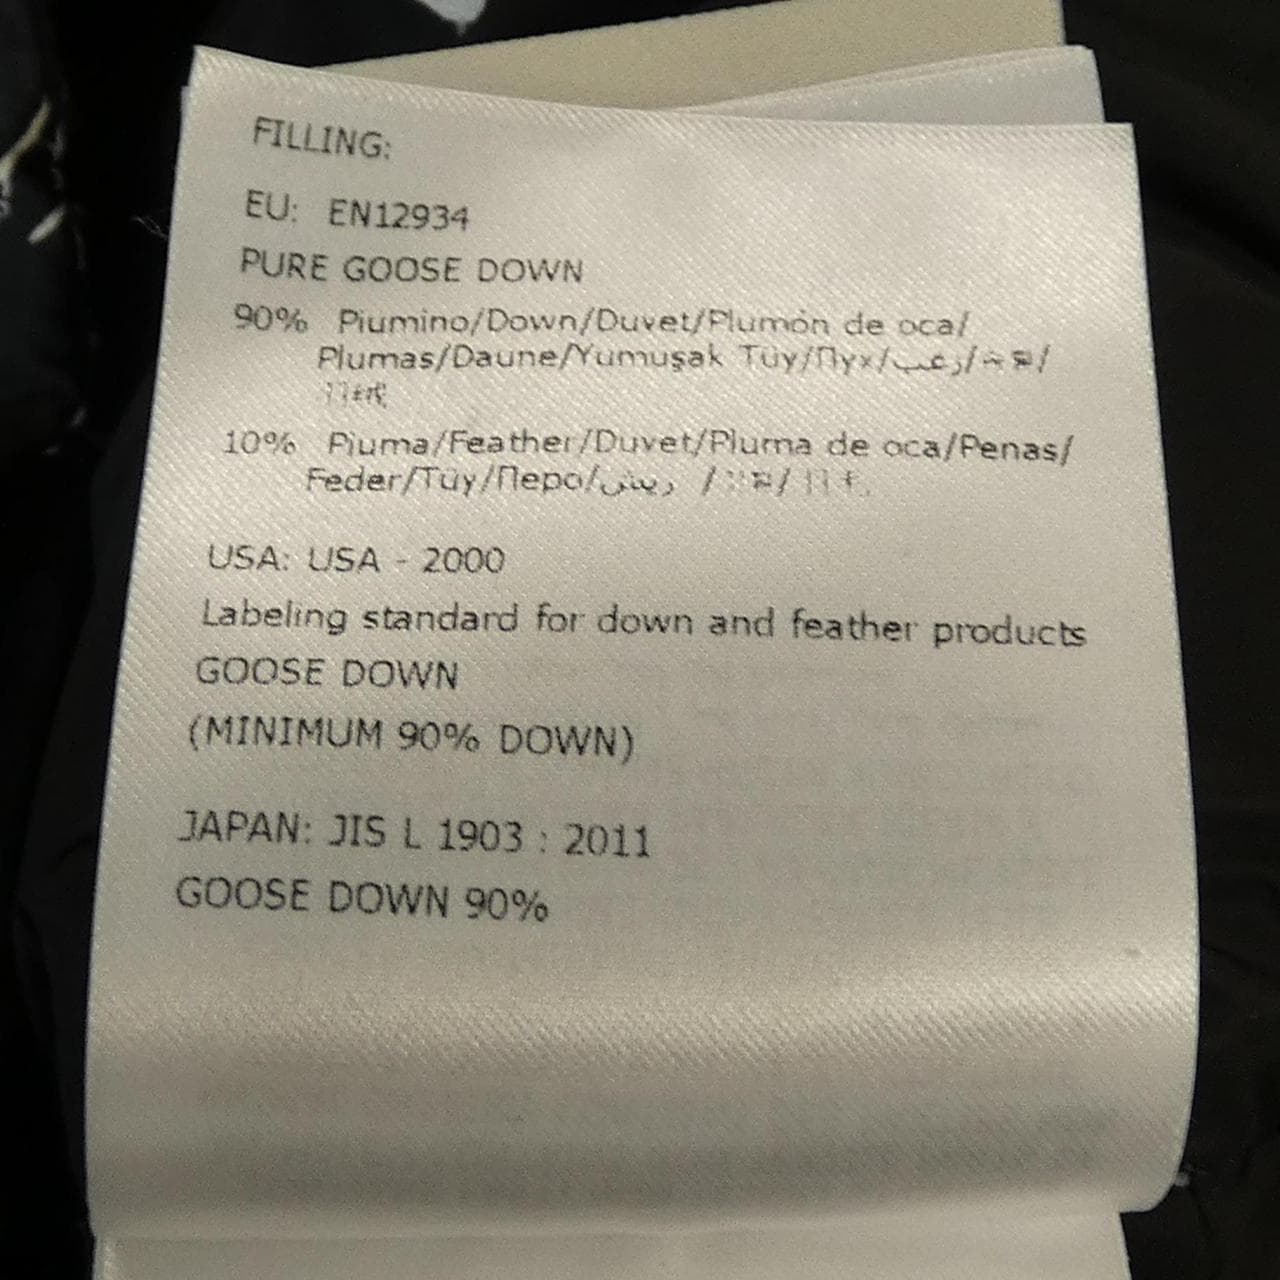 FILLING:
EU: EN12934
PURE GOOSE DOWN
90% Piumino/Down/Duvet/Plumón de oca/
Plumas/Daune/Yumuşak Tüy/Пух/زغب/
10% Piuma/Feather/Duvet/Pluma de oca/Penas/
Feder/Tüy/Перо/ريش /
USA: USA - 2000
Labeling standard for down and feather products
GOOSE DOWN
(MINIMUM 90% DOWN)
JAPAN: JIS L 1903 : 2011
GOOSE DOWN 90%